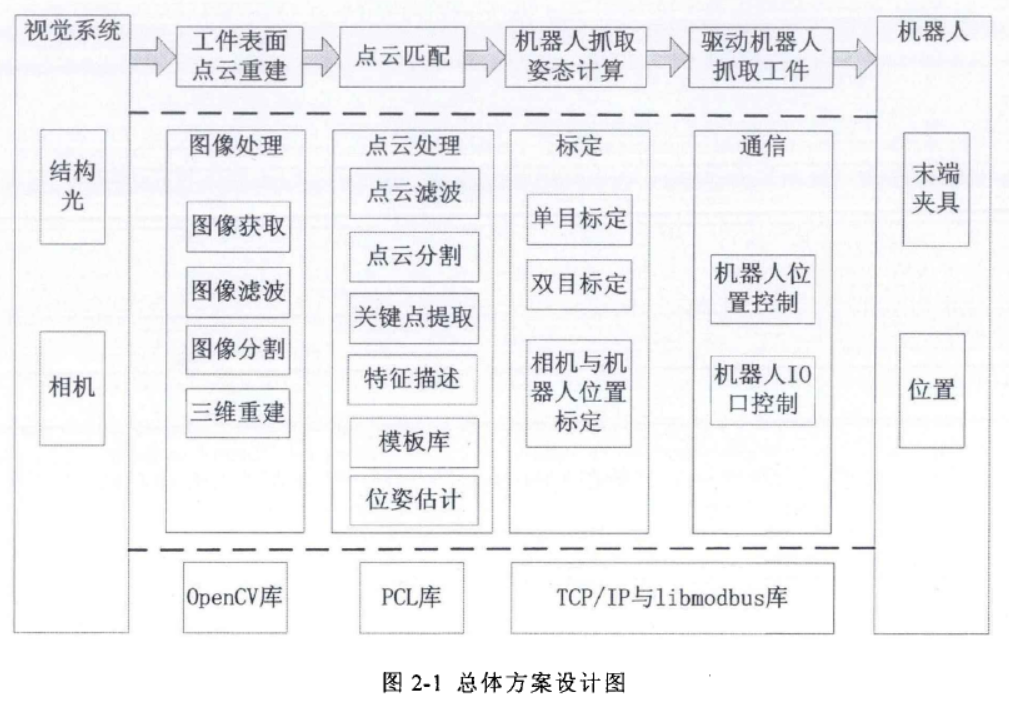 视觉系统
工件表面
点云重建
点云匹配
机器人抓取
姿态计算
驱动机器人
抓取工件
机器人
结构
光
相机
图像处理
图像获取
图像滤波
图像分割
三维重建
点云处理
点云滤波
点云分割
关键点提取
特征描述
模板库
位姿估计
标定
单目标定
双目标定
相机与机
器人位置
标定
通信
机器人位
置控制
机器人IO
口控制
末端
夹具
位置
OpenCV库
PCL库
TCP/IP与libmodbus库
图 2-1 总体方案设计图